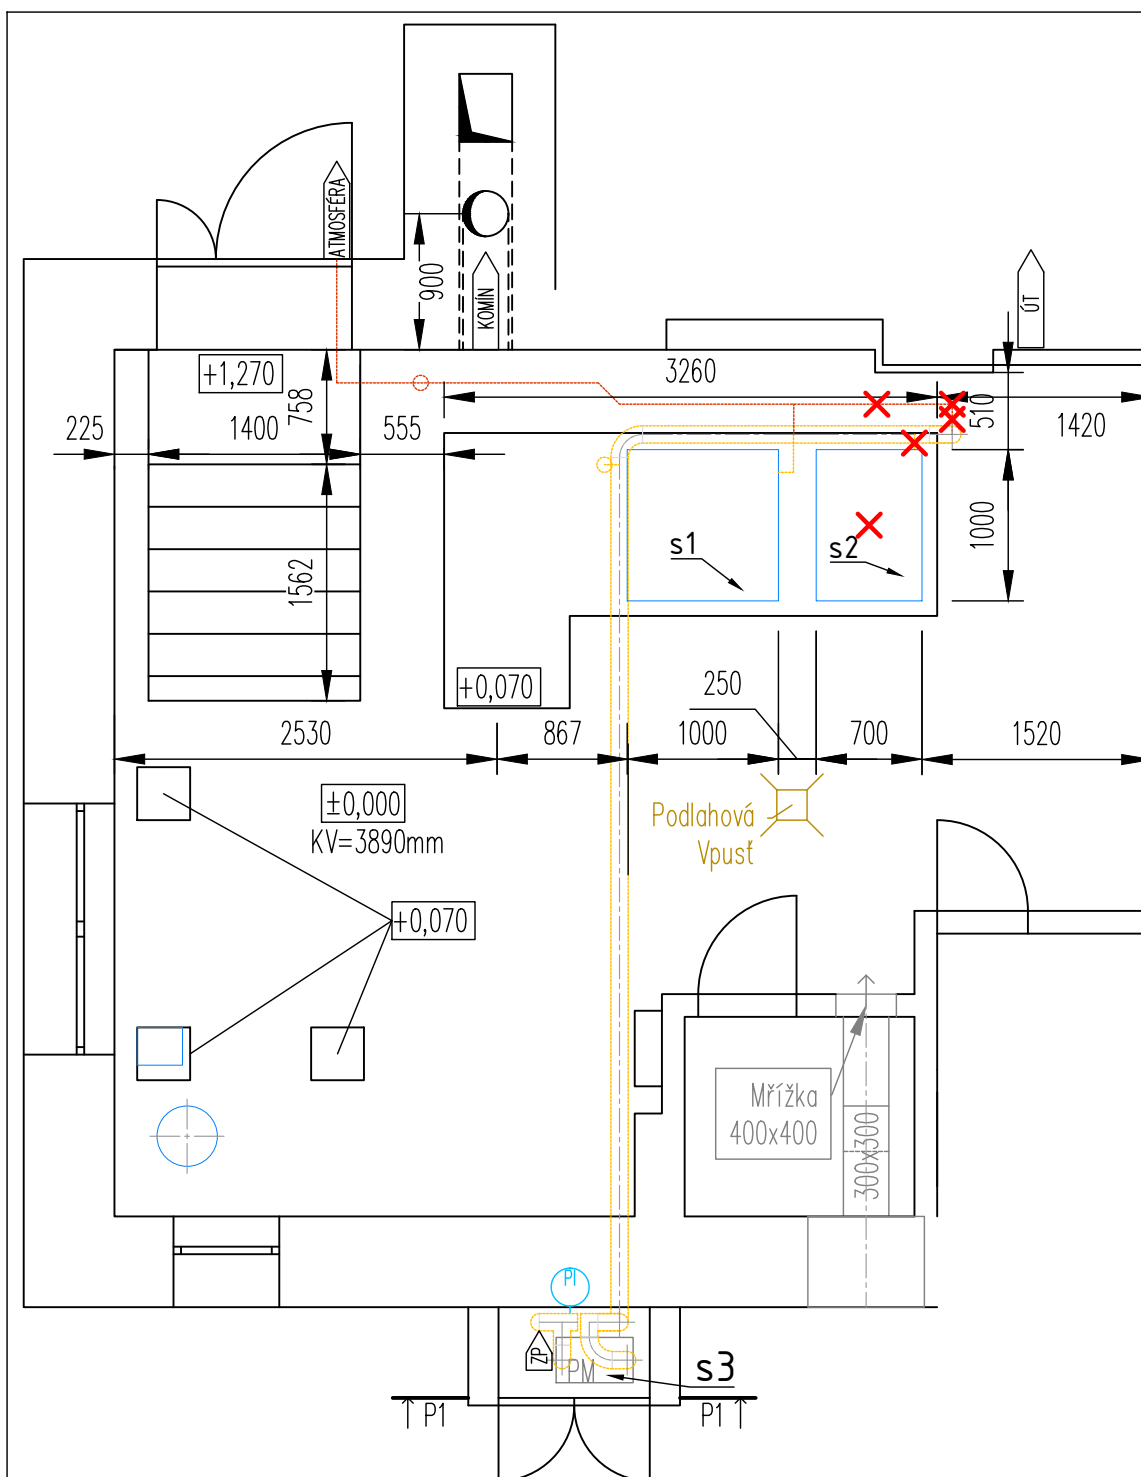 ATMOSFÉRA
900
KOMÍN
ÚT
+1,270
758
3260
510
225
1400
555
1420
1000
1562
s1
s2
+0,070
250
2530
867
1000
700
1520
±0,000
KV=3890mm
Podlahová
Vpusť
+0,070
Mřížka
400x400
300x300
PI
ZP
PM
s3
P1
P1